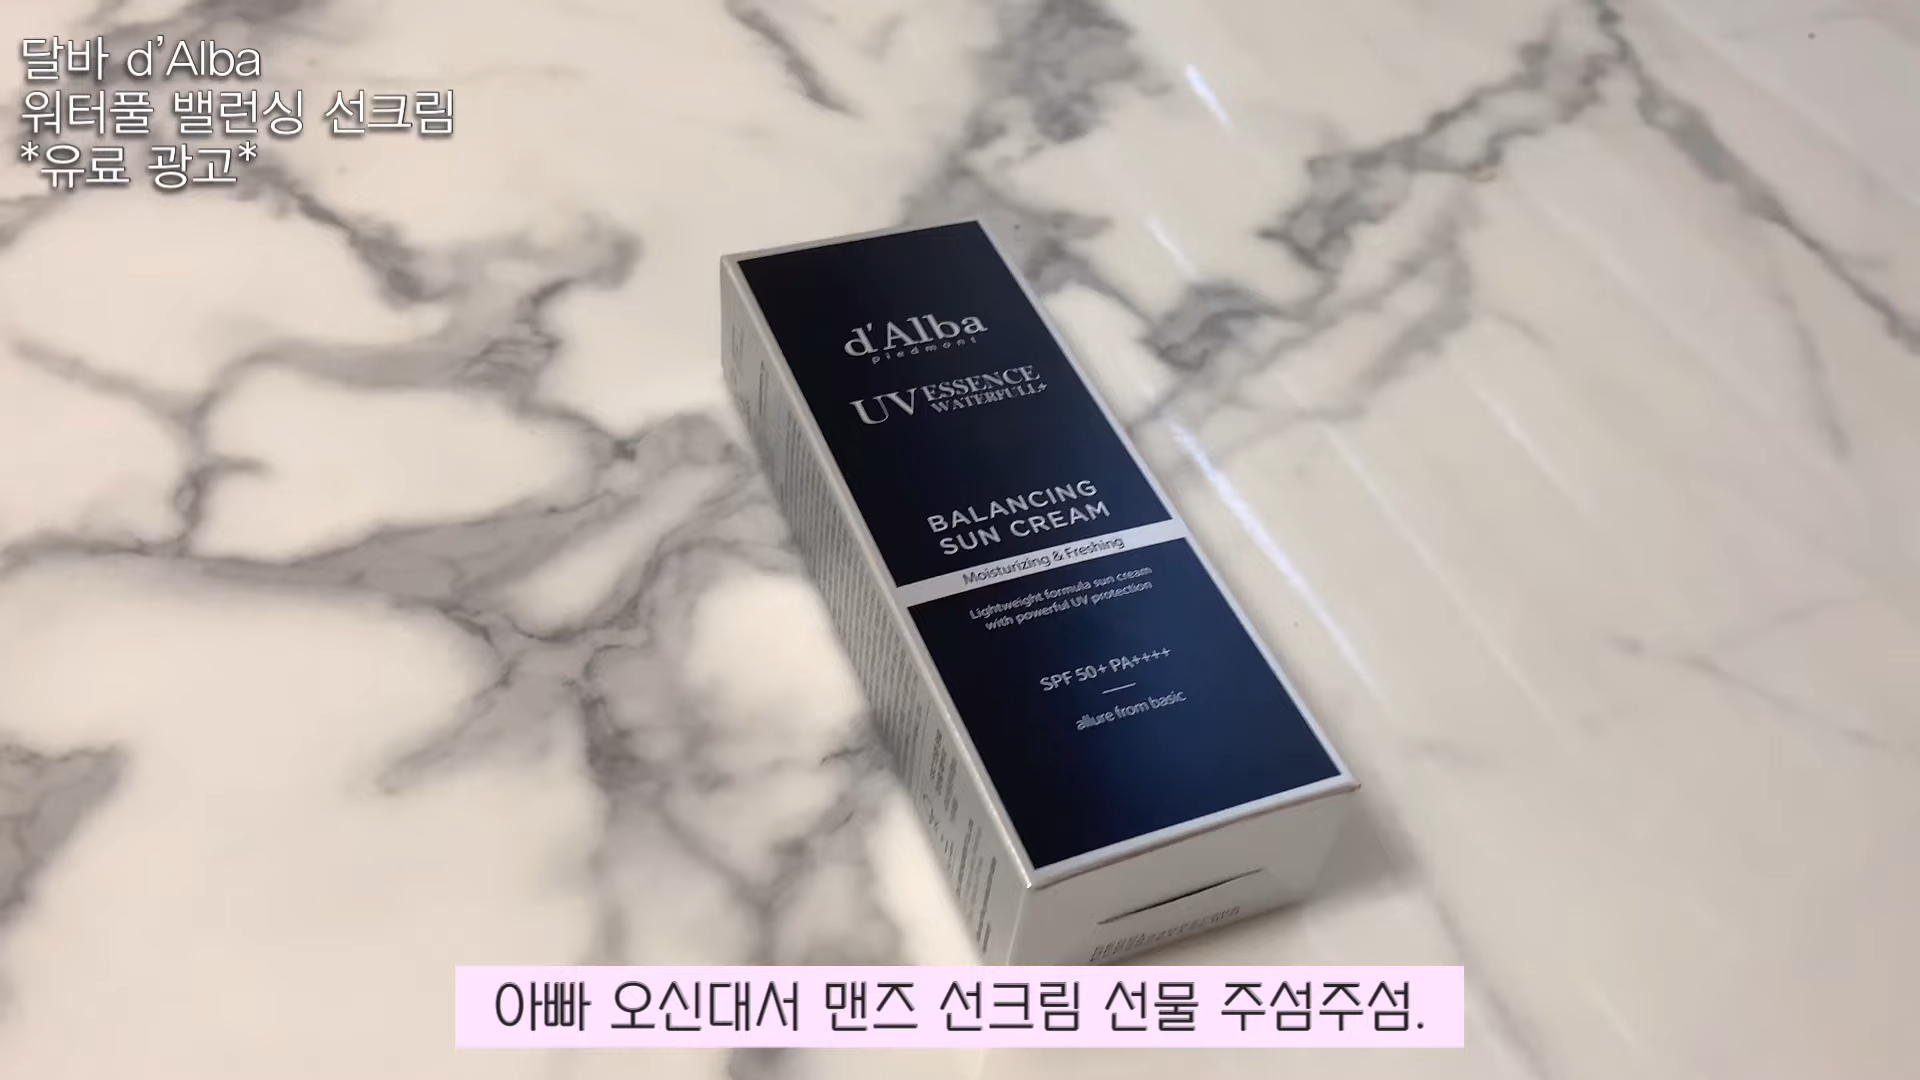 달바 d'Alba
워터풀 밸런싱 선크림
*유료 광고*
d'Alba
piedmont
UV ESSENCE
WATERFULL+
BALANCING
SUN CREAM
Moisturizing & Freshing
Lightweight formula sun cream
with powerful UV protection
SPF 50+ PA++++
allure from basic
아빠 오신대서 맨즈 선크림 선물 주섬주섬.